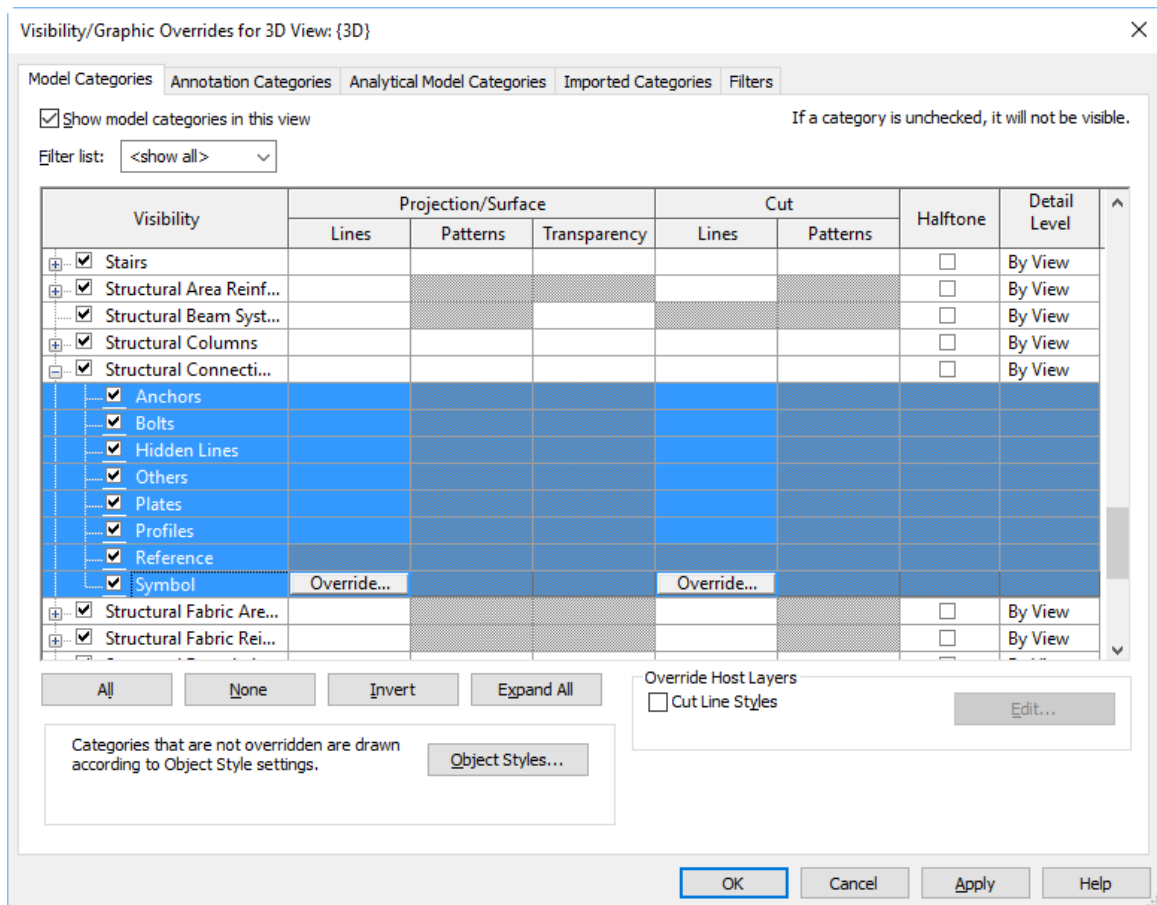 Visibility/Graphic Overrides for 3D View: {3D}
Model Categories Annotation Categories Analytical Model Categories Imported Categories Filters
Show model categories in this view If a category is unchecked, it will not be visible.
Filter list: <show all>
Visibility Projection/Surface Cut Halftone Detail Level
Lines Patterns Transparency Lines Patterns
Stairs By View
Structural Area Reinf... By View
Structural Beam Syst... By View
Structural Columns By View
Structural Connecti... By View
Anchors
Bolts
Hidden Lines
Others
Plates
Profiles
Reference
Symbol Override... Override...
Structural Fabric Are... By View
Structural Fabric Rei... By View
All None Invert Expand All
Override Host Layers
Cut Line Styles Edit...
Categories that are not overridden are drawn
according to Object Style settings.
Object Styles...
OK Cancel Apply Help